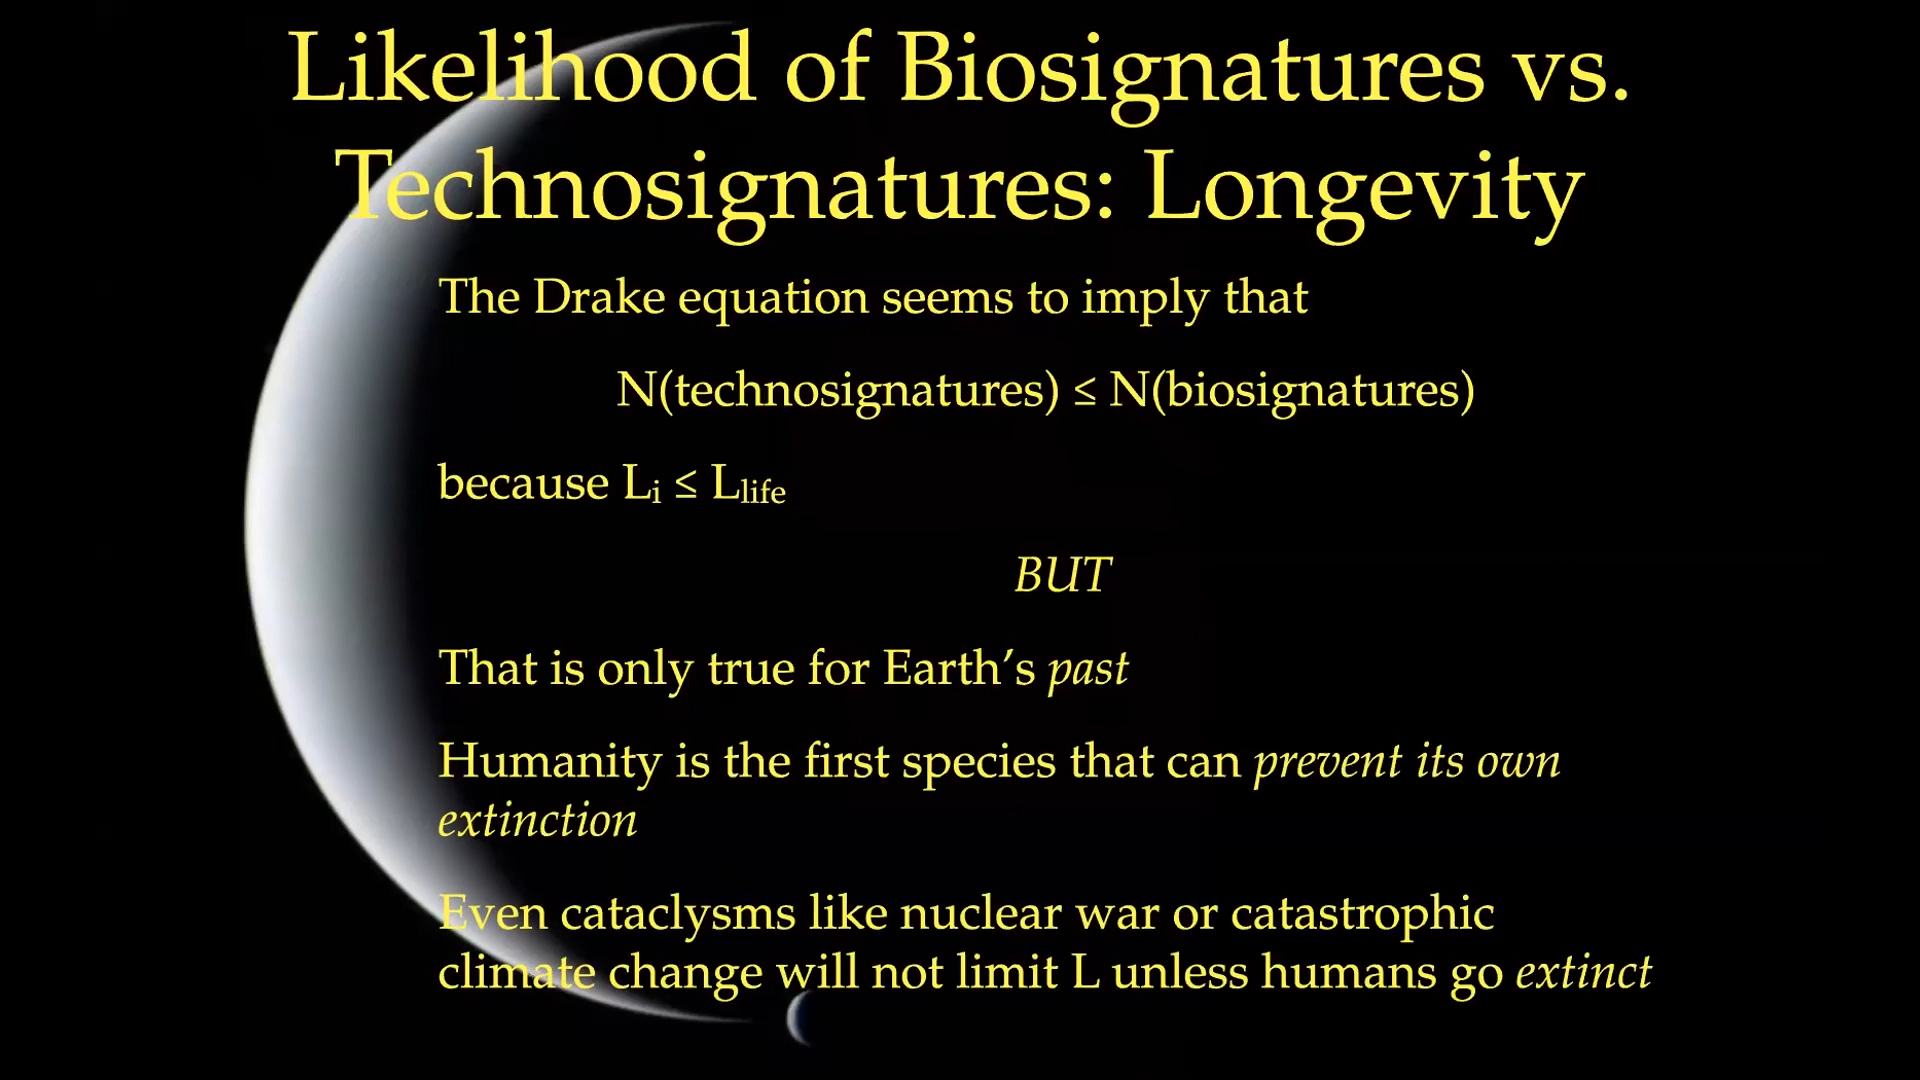 Likelihood of Biosignatures vs.
Technosignatures: Longevity
The Drake equation seems to imply that
N(technosignatures) ≤ N(biosignatures)
because Li ≤ Llife
BUT
That is only true for Earth’s past
Humanity is the first species that can prevent its own
extinction
Even cataclysms like nuclear war or catastrophic
climate change will not limit L unless humans go extinct